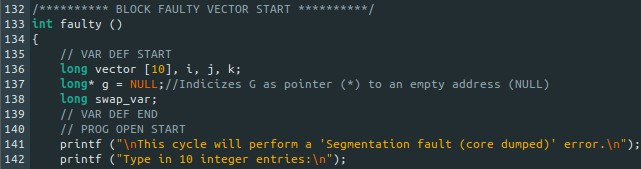 132 /********** BLOCK FAULTY VECTOR START **********/
133 int faulty ()
134 {
135     // VAR DEF START
136     long vector [10], i, j, k;
137     long* g = NULL;//Indicizes G as pointer (*) to an empty address (NULL)
138     long swap_var;
139     // VAR DEF END
140     // PROG OPEN START
141     printf ("\nThis cycle will perform a 'Segmentation fault (core dumped)' error.\n");
142     printf ("Type in 10 integer entries:\n");